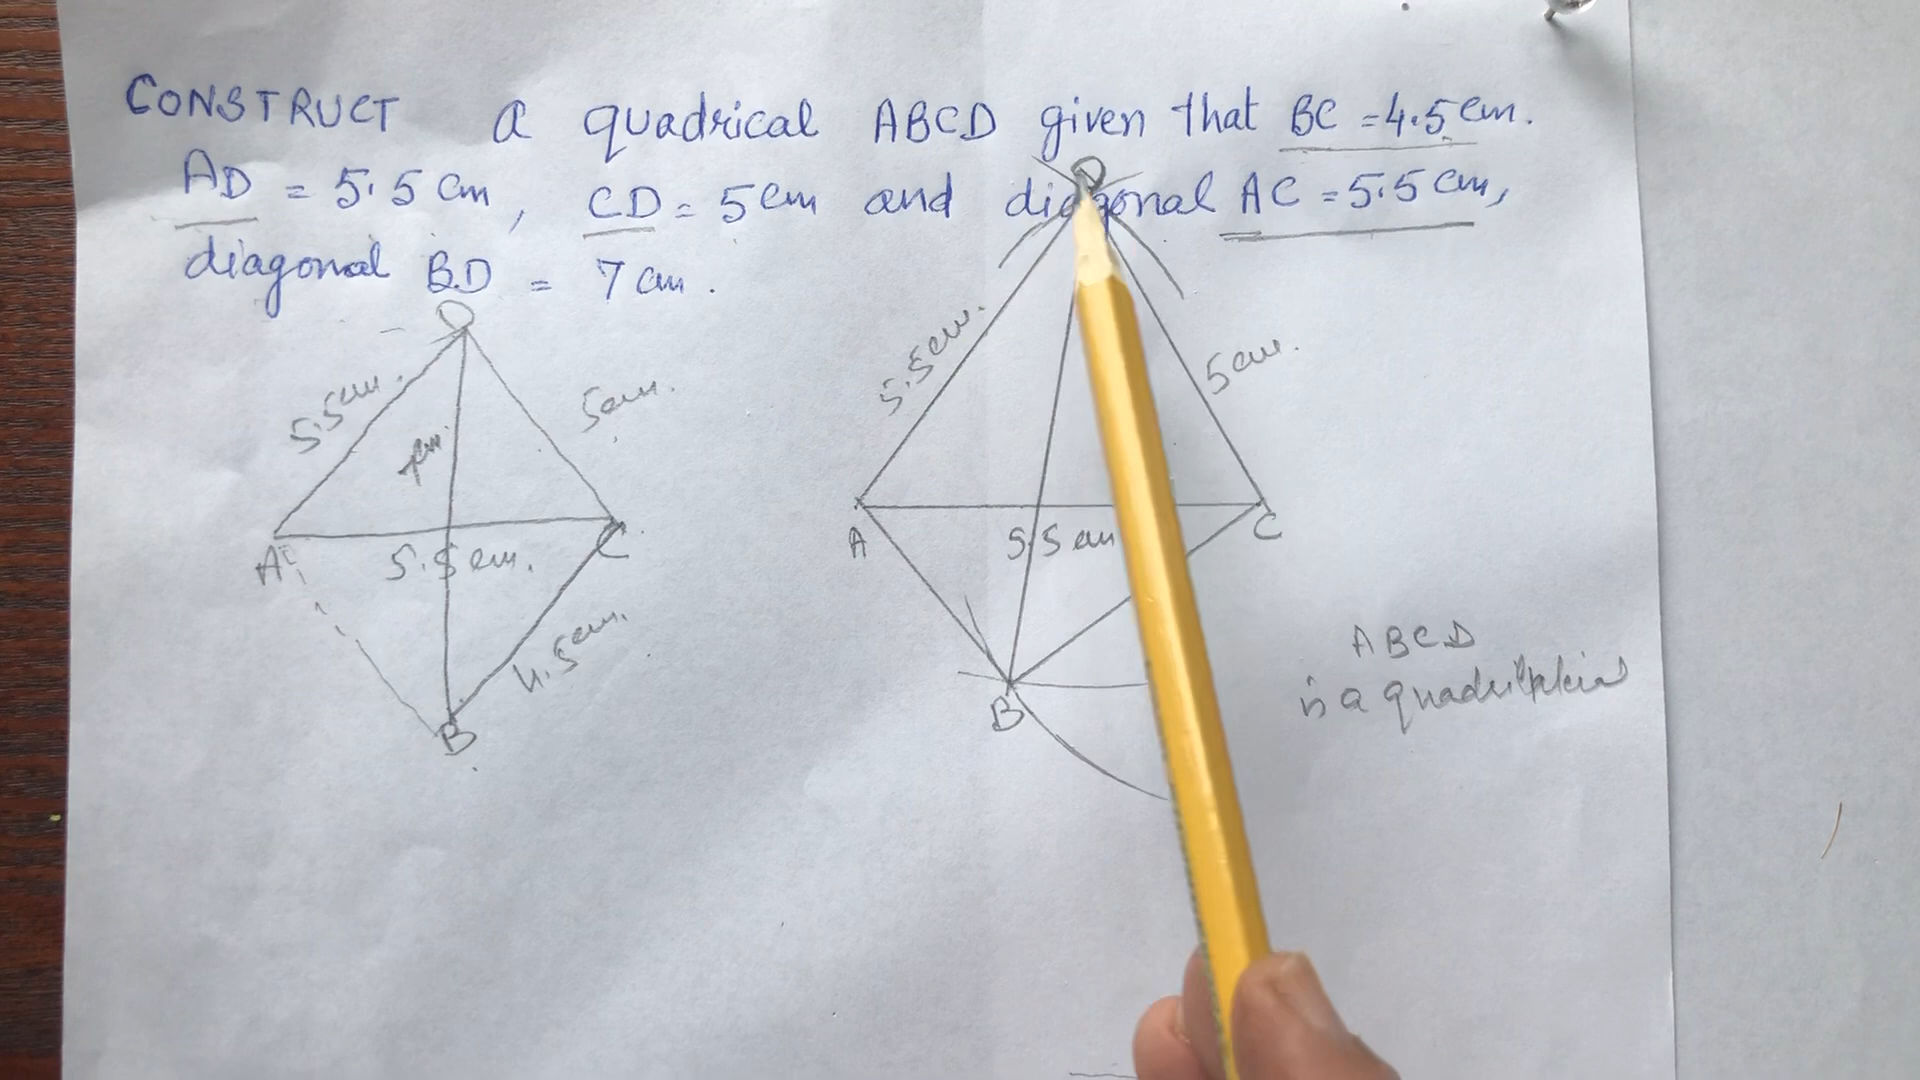 CONSTRUCT a quadrical ABCD given that BC = 4.5 cm.
AD = 5.5 cm, CD = 5 cm and diagonal AC = 5.5 cm,
diagonal BD = 7 cm.
D
5.5 cm.
5 cm.
7 cm.
A
5.5 cm.
C
4.5 cm.
B
D
5.5 cm.
5 cm.
A
5.5 cm
C
B
ABCD
is a